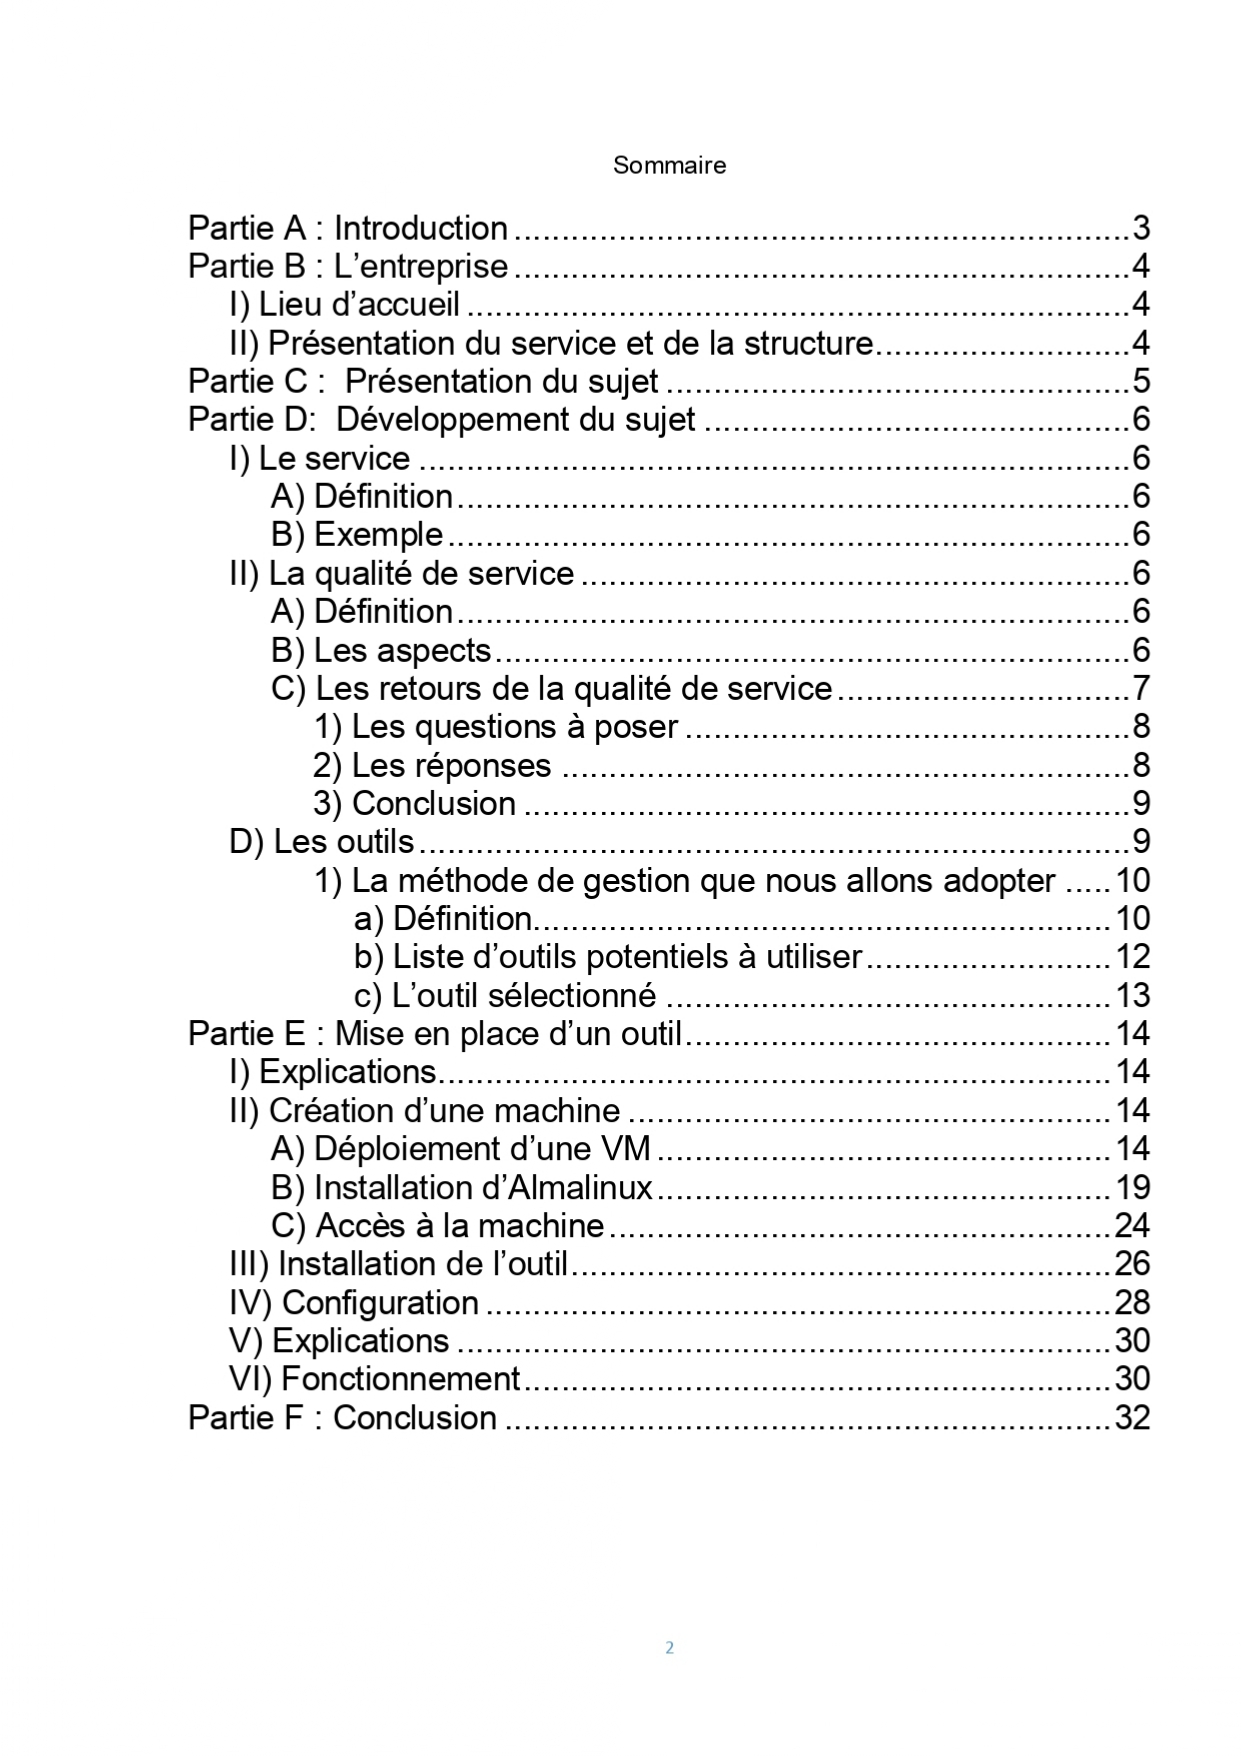 Sommaire
Partie A : Introduction.................................................................3
Partie B : L’entreprise.................................................................4
I) Lieu d’accueil......................................................................4
II) Présentation du service et de la structure...........................4
Partie C :  Présentation du sujet.................................................5
Partie D:  Développement du sujet.............................................6
I) Le service...........................................................................6
A) Définition.......................................................................6
B) Exemple........................................................................6
II) La qualité de service..........................................................6
A) Définition.......................................................................6
B) Les aspects...................................................................6
C) Les retours de la qualité de service...............................7
1) Les questions à poser...............................................8
2) Les réponses............................................................8
3) Conclusion................................................................9
D) Les outils...........................................................................9
1) La méthode de gestion que nous allons adopter.....10
a) Définition.............................................................10
b) Liste d’outils potentiels à utiliser..........................12
c) L’outil sélectionné...............................................13
Partie E : Mise en place d’un outil.............................................14
I) Explications.......................................................................14
II) Création d’une machine...................................................14
A) Déploiement d’une VM................................................14
B) Installation d’Almalinux................................................19
C) Accès à la machine.....................................................24
III) Installation de l’outil.........................................................26
IV) Configuration..................................................................28
V) Explications.....................................................................30
VI) Fonctionnement..............................................................30
Partie F : Conclusion................................................................32
2